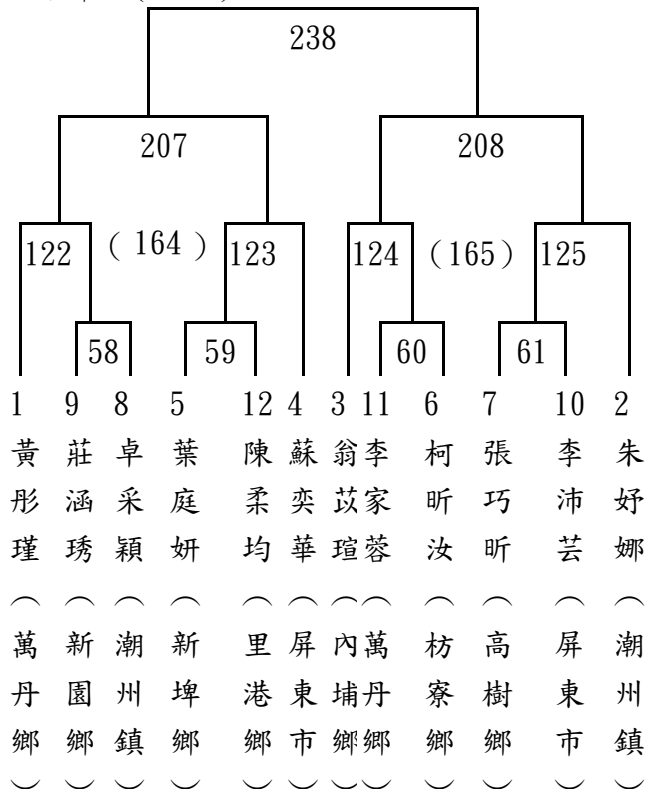 238
207 208
122 (164) 123 124 (165) 125
58 59 60 61
1 9 8 5 12 4 3 11 6 7 10 2
黃彤瑾（萬丹鄉）
莊涵琇（新園鄉）
卓采穎（潮州鎮）
葉庭妍（新埤鄉）
陳柔均（里港鄉）
蘇奕華（屏東市）
翁苡瑄（內埔鄉）
李家蓉（萬丹鄉）
柯昕汝（枋寮鄉）
張巧昕（高樹鄉）
李沛芸（屏東市）
朱妤娜（潮州鎮）